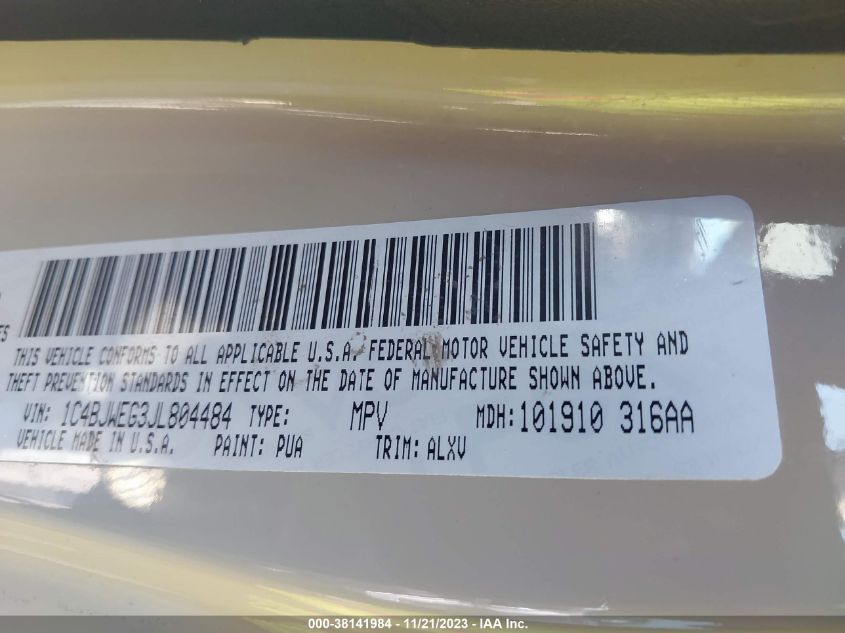 ES
THIS VEHICLE CONFORMS TO ALL APPLICABLE U.S.A. FEDERAL MOTOR VEHICLE SAFETY AND
THEFT PREVENTION STANDARDS IN EFFECT ON THE DATE OF MANUFACTURE SHOWN ABOVE.
VIN: 1C4BJWEG3JL804484 TYPE: MPV MDH: 101910 316AA
VEHICLE MADE IN U.S.A. PAINT: PUA TRIM: ALXV
000-38141984 - 11/21/2023 - IAA Inc.